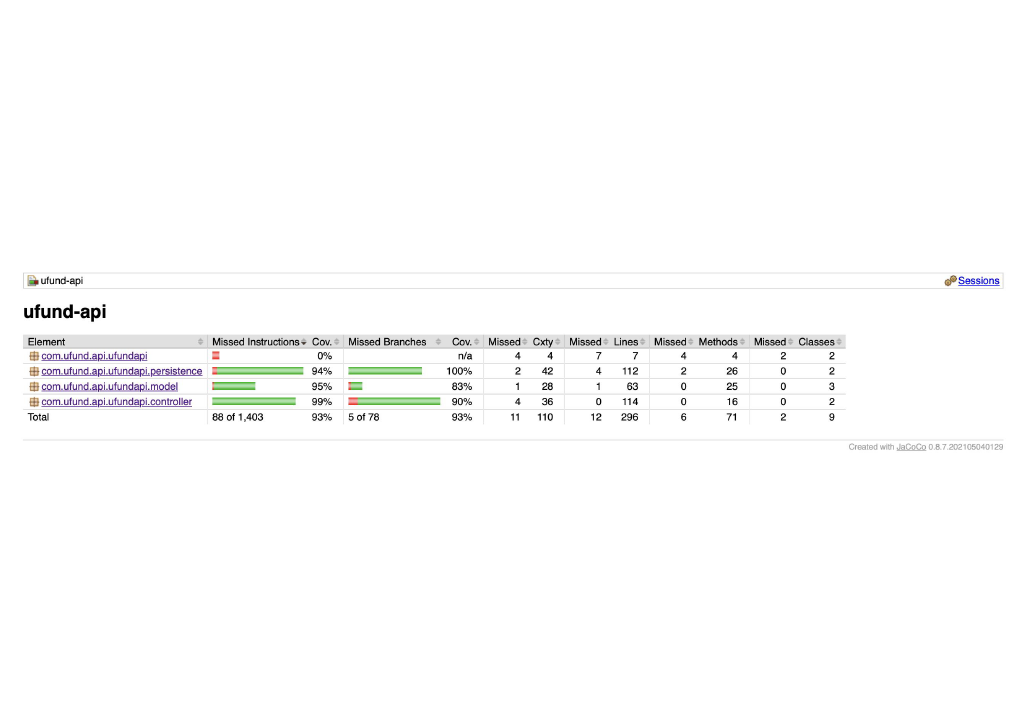 ufund-api Sessions
ufund-api
Element Missed Instructions Cov. Missed Branches Cov. Missed Cxty Missed Lines Missed Methods Missed Classes
com.ufund.api.ufundapi 0% n/a 4 4 7 7 4 4 2 2
com.ufund.api.ufundapi.persistence 94% 100% 2 42 4 112 2 26 0 2
com.ufund.api.ufundapi.model 95% 83% 1 28 1 63 0 25 0 3
com.ufund.api.ufundapi.controller 99% 90% 4 36 0 114 0 16 0 2
Total 88 of 1,403 93% 5 of 78 93% 11 110 12 296 6 71 2 9
Created with JaCoCo 0.8.7.202105040129